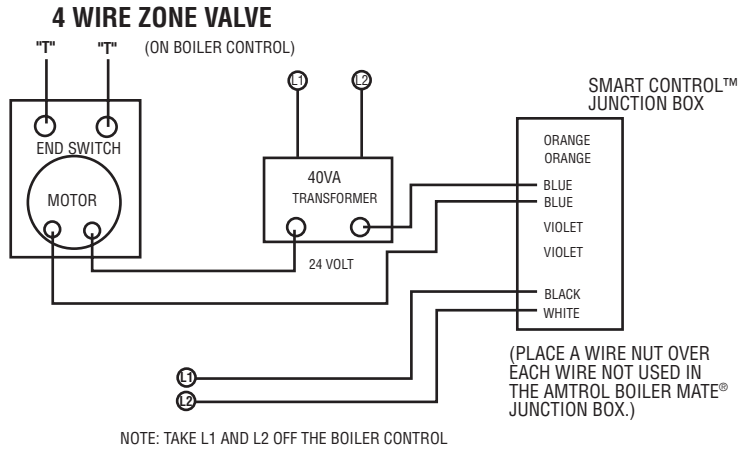 4 WIRE ZONE VALVE
"T" "T" (ON BOILER CONTROL)
L1 L2
SMART CONTROL™
JUNCTION BOX
END SWITCH
MOTOR
40VA
TRANSFORMER
24 VOLT
ORANGE
ORANGE
BLUE
BLUE
VIOLET
VIOLET
BLACK
WHITE
(PLACE A WIRE NUT OVER
EACH WIRE NOT USED IN
THE AMTROL BOILER MATE®
JUNCTION BOX.)
L1
L2
NOTE: TAKE L1 AND L2 OFF THE BOILER CONTROL